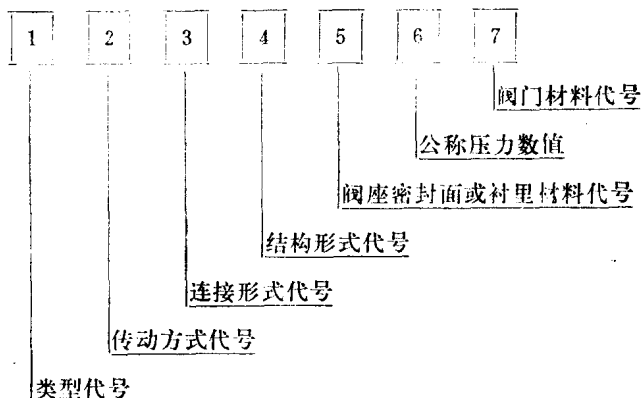 1 2 3 4 5 6 7
阀门材料代号
公称压力数值
阀座密封面或衬里材料代号
结构形式代号
连接形式代号
传动方式代号
类型代号